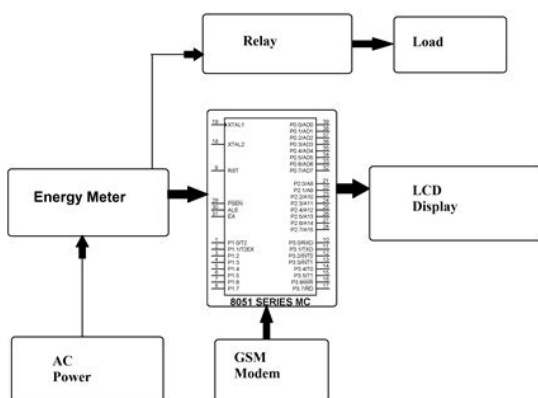 Relay
Load
XTAL1
XTAL2
RST
PSEN
ALE
EA
P1.0/T2
P1.1/T2EX
P1.2
P1.3
P1.4
P1.5
P1.6
P1.7
P0.0/AD0
P0.1/AD1
P0.2/AD2
P0.3/AD3
P0.4/AD4
P0.5/AD5
P0.6/AD6
P0.7/AD7
P2.0/A8
P2.1/A9
P2.2/A10
P2.3/A11
P2.4/A12
P2.5/A13
P2.6/A14
P2.7/A15
P3.0/RXD
P3.1/TXD
P3.2/INT0
P3.3/INT1
P3.4/T0
P3.5/T1
P3.6/WR
P3.7/RD
8051 SERIES MC
Energy Meter
LCD
Display
AC
Power
GSM
Modem